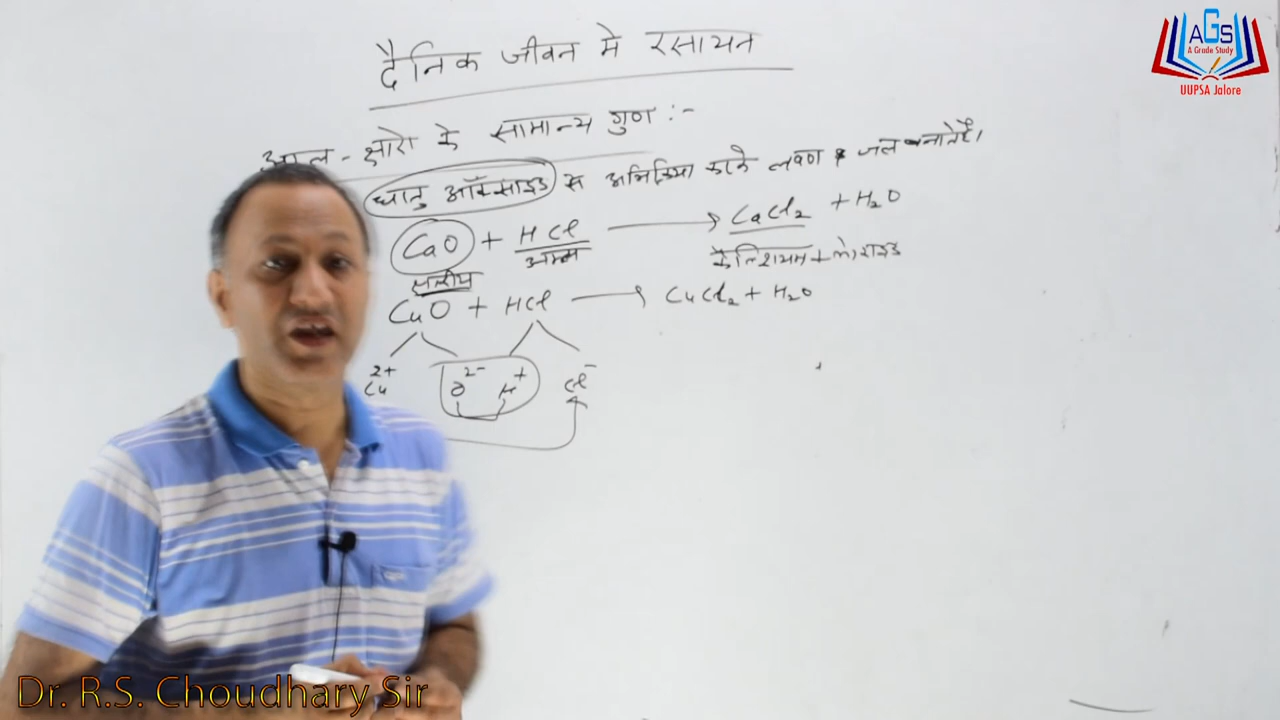 दैनिक जीवन मे रसायन
अम्ल - क्षारो के सामान्य गुण :-
धातु ऑक्साइड से अभिक्रिया करके लवण व जल बनाते है।
CaO + HCl → CaCl₂ + H₂O
क्षारीय अम्ल कैल्शियम क्लोराइड
CuO + HCl → CuCl₂ + H₂O
Cu²⁺ O²⁻ H⁺ Cl⁻
AGS
A Grade Study
UUPSA Jalore
Dr. R.S. Choudhary Sir